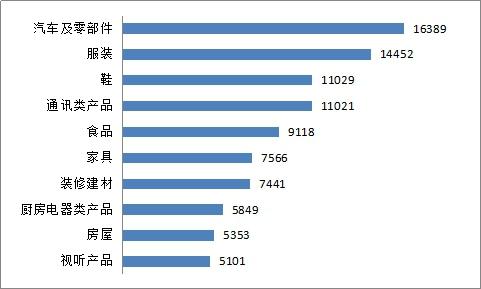 汽车及零部件 16389
服装 14452
鞋 11029
通讯类产品 11021
食品 9118
家具 7566
装修建材 7441
厨房电器类产品 5849
房屋 5353
视听产品 5101